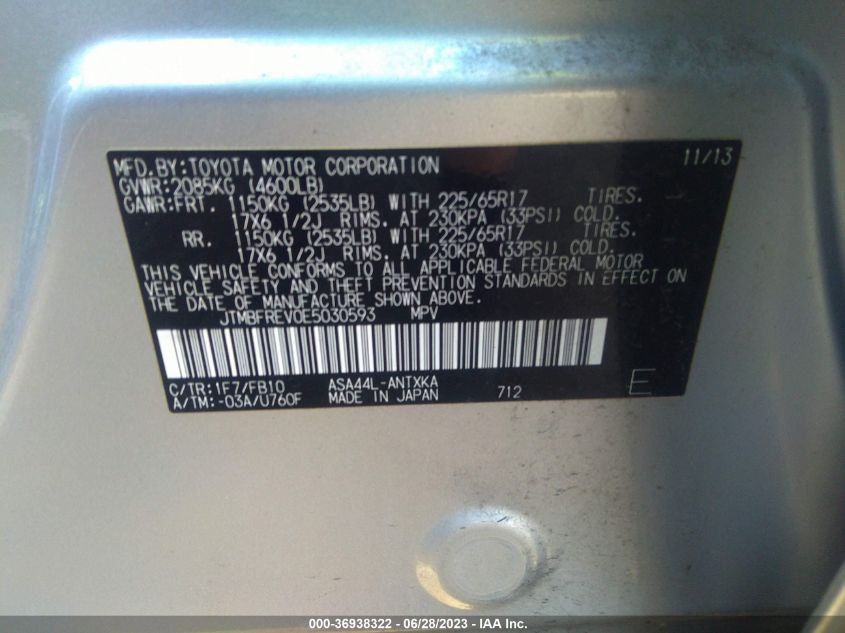 MFD.BY:TOYOTA MOTOR CORPORATION 11/13
GVWR:2085KG (4600LB)
GAWR:FRT. 1150KG (2535LB) WITH 225/65R17 TIRES.
17X6 1/2J RIMS. AT 230KPA (33PSI) COLD.
RR. 1150KG (2535LB) WITH 225/65R17 TIRES.
17X6 1/2J RIMS. AT 230KPA (33PSI) COLD.
THIS VEHICLE CONFORMS TO ALL APPLICABLE FEDERAL MOTOR
VEHICLE SAFETY AND THEFT PREVENTION STANDARDS IN EFFECT ON
THE DATE OF MANUFACTURE SHOWN ABOVE.
JTMBFREV0E5030593 MPV
C/TR:1F7/FB10 ASA44L-ANTXKA
A/TM:-03A/U760F MADE IN JAPAN 712 E
000-36938322 - 06/28/2023 - IAA Inc.